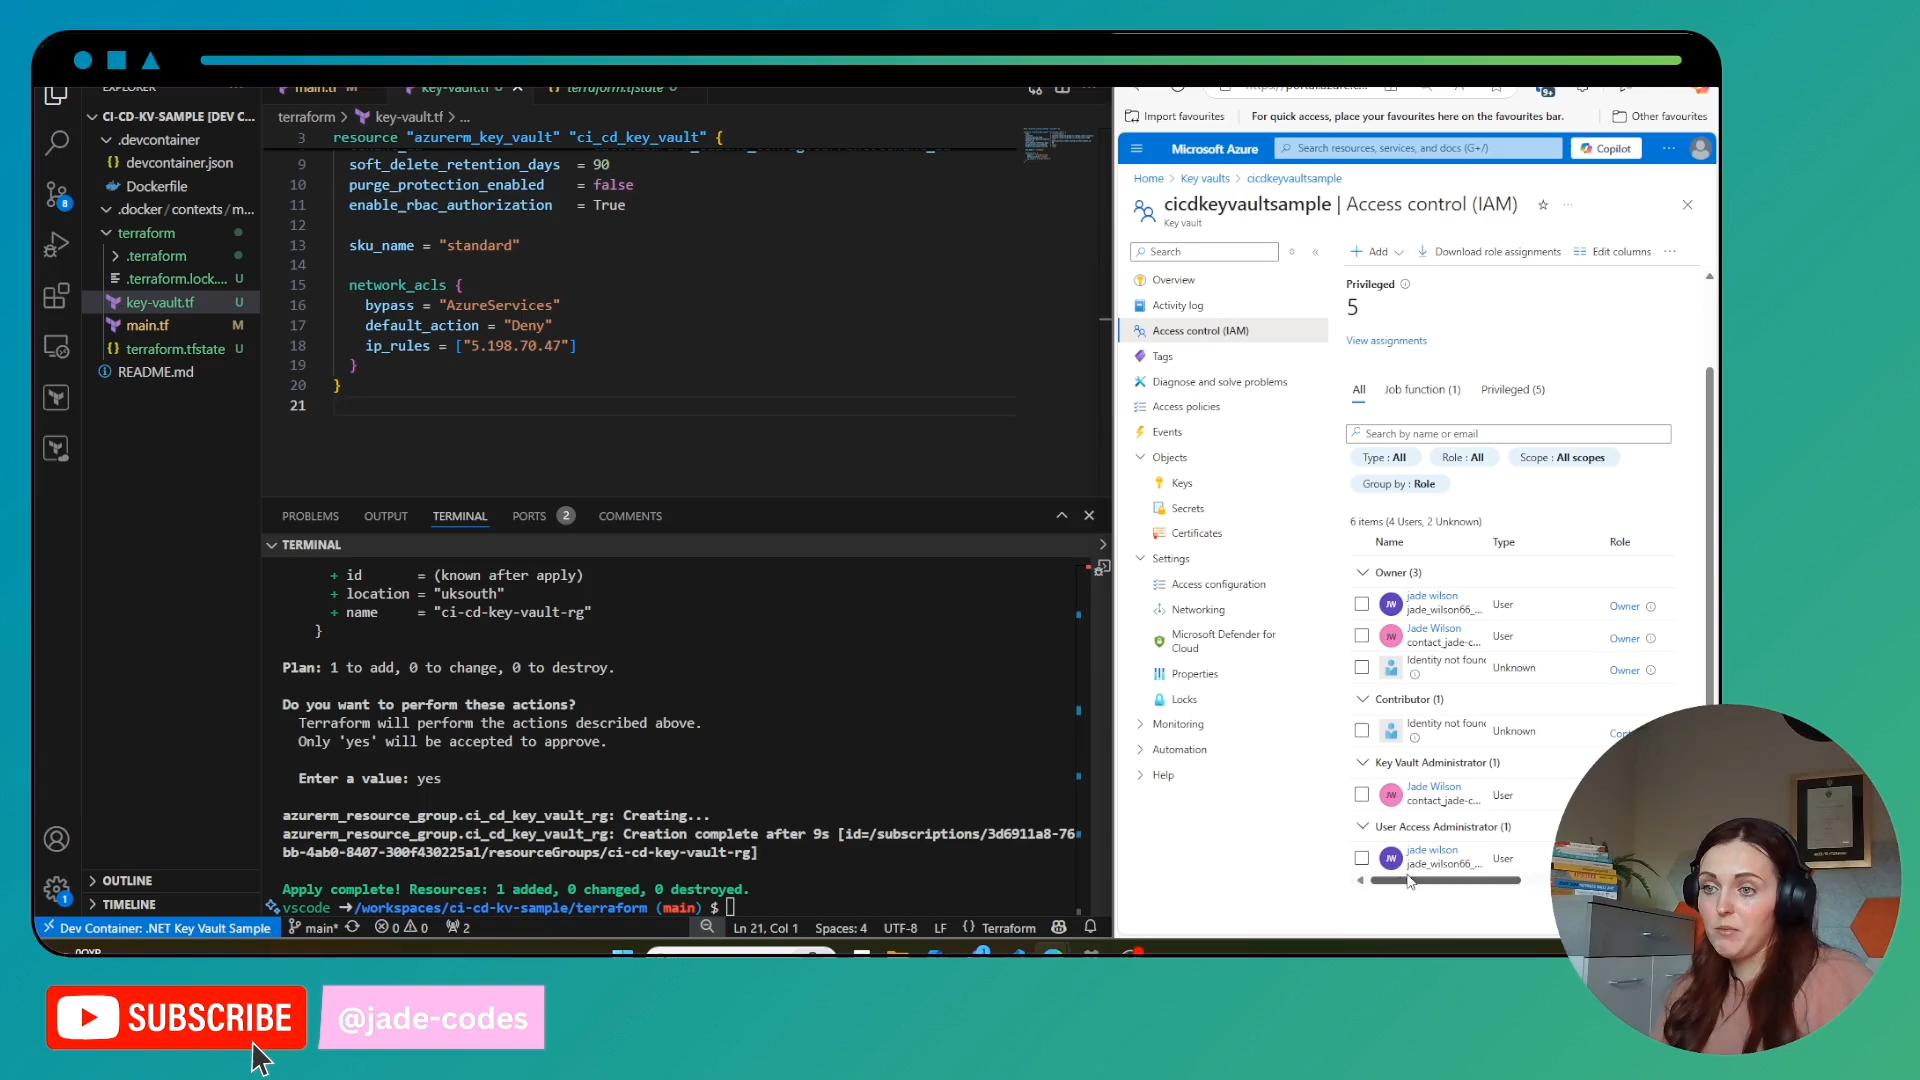 EXPLORER
CI-CD-KV-SAMPLE [DEV C...
.devcontainer
devcontainer.json
Dockerfile
.docker/contexts/m...
terraform
.terraform
.terraform.lock.... U
key-vault.tf U
main.tf M
terraform.tfstate U
README.md
OUTLINE
TIMELINE
8
1
main.tf M
key-vault.tf U
terraform.tfstate U
terraform > key-vault.tf > ...
3 resource "azurerm_key_vault" "ci_cd_key_vault" {
9 soft_delete_retention_days = 90
10 purge_protection_enabled = false
11 enable_rbac_authorization = True
12
13 sku_name = "standard"
14
15 network_acls {
16 bypass = "AzureServices"
17 default_action = "Deny"
18 ip_rules = ["5.198.70.47"]
19 }
20 }
21
PROBLEMS OUTPUT TERMINAL PORTS 2 COMMENTS
TERMINAL
+ id = (known after apply)
+ location = "uksouth"
+ name = "ci-cd-key-vault-rg"
}
Plan: 1 to add, 0 to change, 0 to destroy.
Do you want to perform these actions?
Terraform will perform the actions described above.
Only 'yes' will be accepted to approve.
Enter a value: yes
azurerm_resource_group.ci_cd_key_vault_rg: Creating...
azurerm_resource_group.ci_cd_key_vault_rg: Creation complete after 9s [id=/subscriptions/3d6911a8-76
bb-4ab0-8407-300f430225a1/resourceGroups/ci-cd-key-vault-rg]
Apply complete! Resources: 1 added, 0 changed, 0 destroyed.
vscode ➜/workspaces/ci-cd-kv-sample/terraform (main) $
Dev Container: .NET Key Vault Sample main* 0 0 2 Ln 21, Col 1 Spaces: 4 UTF-8 LF {} Terraform
9+
Import favourites For quick access, place your favourites here on the favourites bar. Other favourites
Microsoft Azure Search resources, services, and docs (G+/) Copilot ...
Home > Key vaults > cicdkeyvaultsample
cicdkeyvaultsample | Access control (IAM) ...
Key vault
Search
Overview
Activity log
Access control (IAM)
Tags
Diagnose and solve problems
Access policies
Events
Objects
Keys
Secrets
Certificates
Settings
Access configuration
Networking
Microsoft Defender for
Cloud
Properties
Locks
Monitoring
Automation
Help
Add Download role assignments Edit columns ...
Privileged
5
View assignments
All Job function (1) Privileged (5)
Search by name or email
Type : All Role : All Scope : All scopes
Group by : Role
6 items (4 Users, 2 Unknown)
Name Type Role
Owner (3)
JW jade wilson
jade_wilson66_... User Owner
JW Jade Wilson
contact_jade-c... User Owner
Identity not found Unknown Owner
Contributor (1)
Identity not found Unknown
Key Vault Administrator (1)
JW Jade Wilson
contact_jade-c... User
User Access Administrator (1)
JW jade wilson
jade_wilson66_... User
SUBSCRIBE
@jade-codes